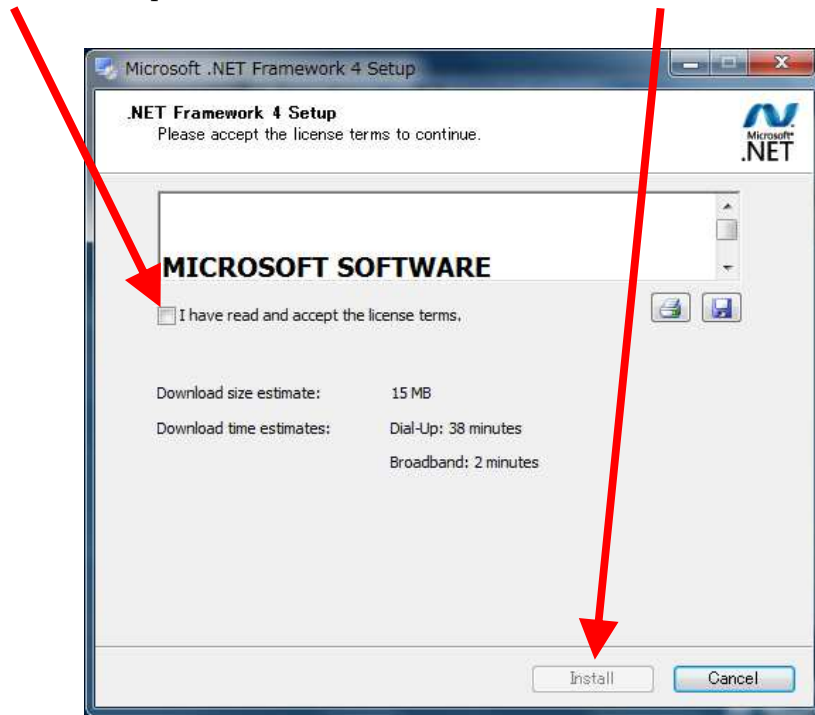 Microsoft .NET Framework 4 Setup
.NET Framework 4 Setup
Please accept the license terms to continue.
Microsoft
.NET
MICROSOFT SOFTWARE
I have read and accept the license terms.
Download size estimate: 15 MB
Download time estimates: Dial-Up: 38 minutes
Broadband: 2 minutes
Install
Cancel